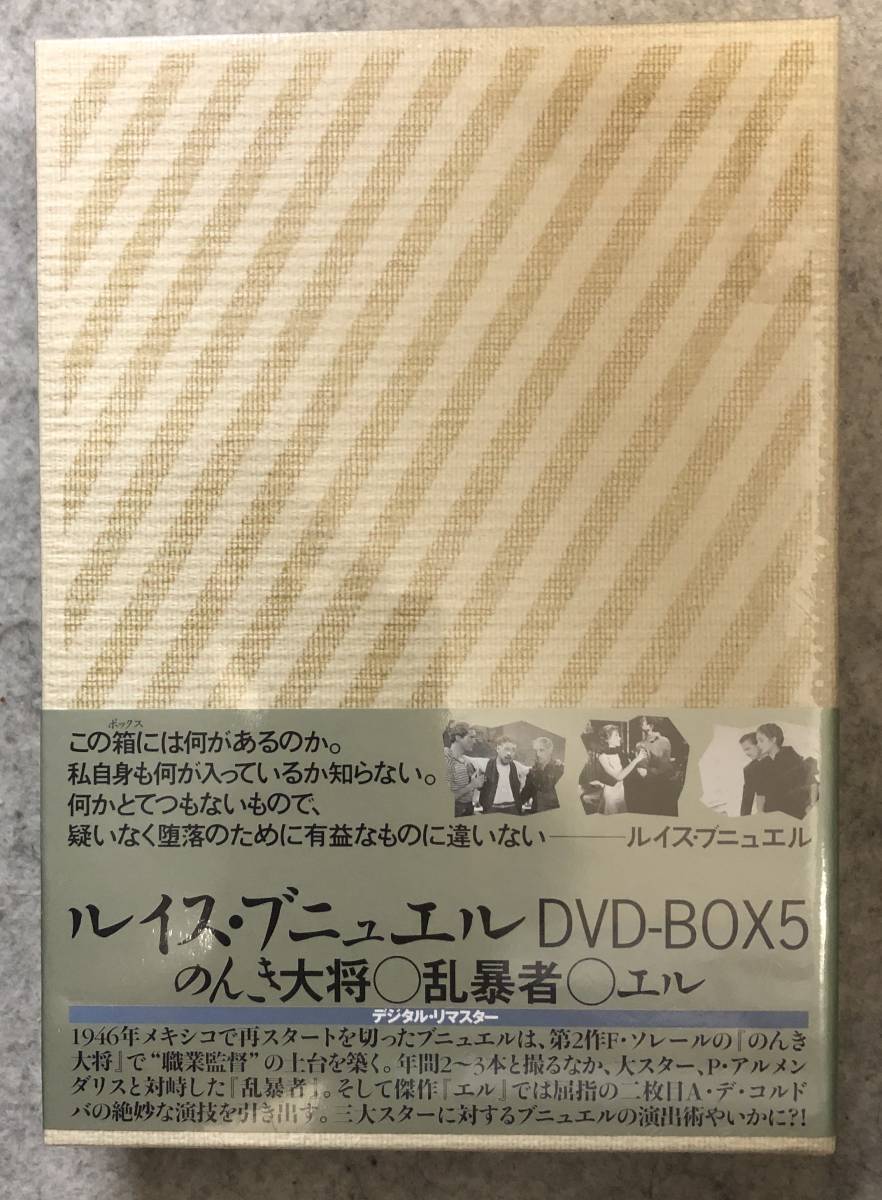 ボックス
この箱には何があるのか。
私自身も何が入っているか知らない。
何かとてつもないもので、
疑いなく堕落のために有益なものに違いない――ルイス・ブニュエル
ルイス・ブニュエル DVD-BOX5
のんき大将○乱暴者○エル
デジタル・リマスター
1946年メキシコで再スタートを切ったブニュエルは、第2作F・ソレールの『のんき
大将』で“職業監督”の土台を築く。年間2〜3本と撮るなか、大スター、P・アルメン
ダリスと対峙した『乱暴者』。そして傑作『エル』では屈指の二枚目A・デ・コルド
バの絶妙な演技を引き出す。三大スターに対するブニュエルの演出術やいかに?!